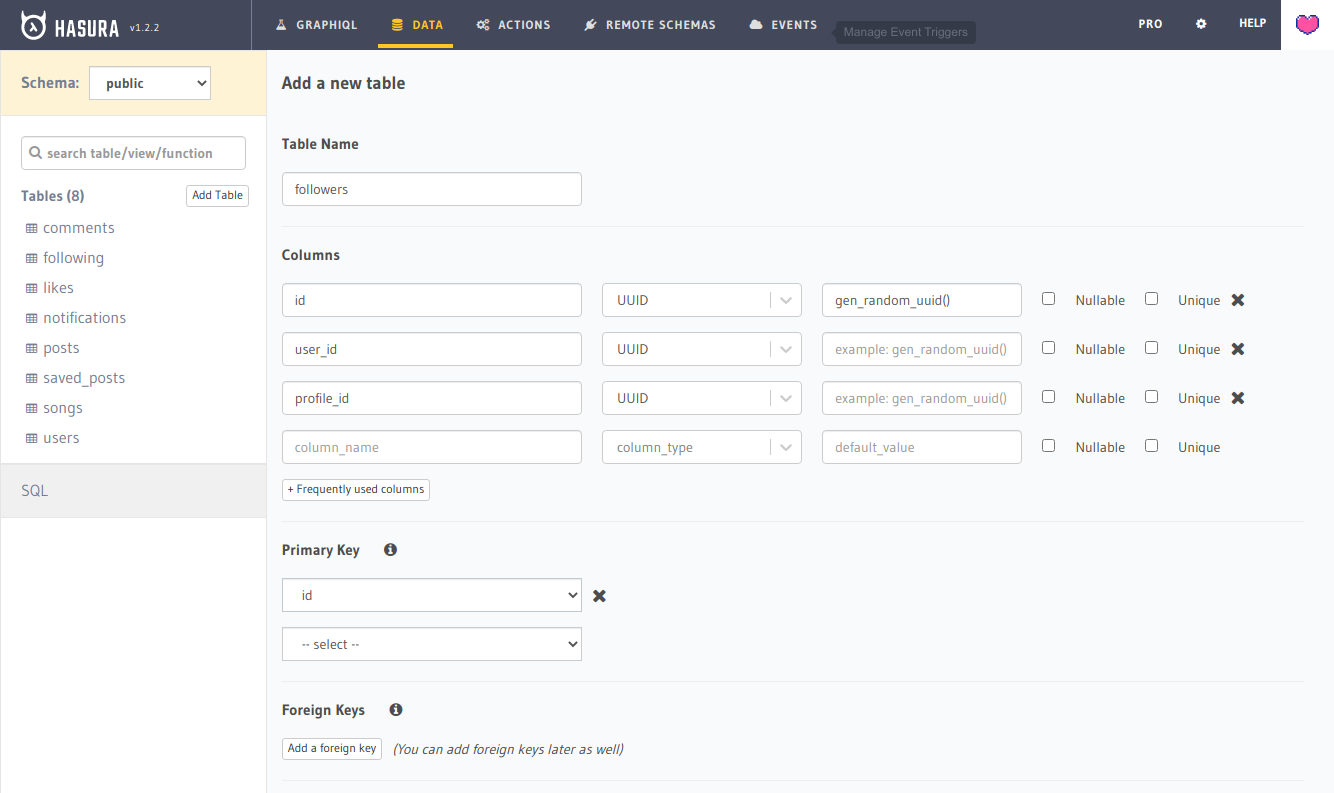 HASURA v1.2.2 GRAPHIQL DATA ACTIONS REMOTE SCHEMAS EVENTS Manage Event Triggers PRO HELP
Schema: public
search table/view/function
Tables (8) Add Table
comments
following
likes
notifications
posts
saved_posts
songs
users
SQL
Add a new table
Table Name
followers
Columns
id UUID gen_random_uuid() Nullable Unique
user_id UUID example: gen_random_uuid() Nullable Unique
profile_id UUID example: gen_random_uuid() Nullable Unique
column_name column_type default_value Nullable Unique
+ Frequently used columns
Primary Key
id
-- select --
Foreign Keys
Add a foreign key (You can add foreign keys later as well)